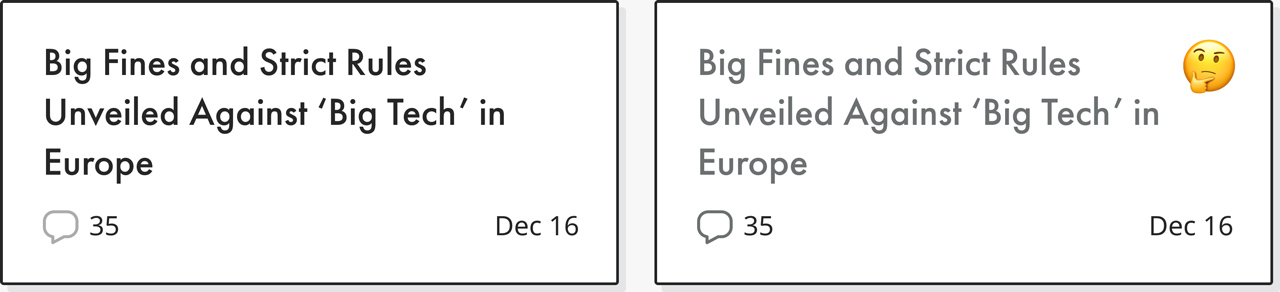 Big Fines and Strict Rules
Unveiled Against ‘Big Tech’ in
Europe
35
Dec 16
Big Fines and Strict Rules
Unveiled Against ‘Big Tech’ in
Europe
35
Dec 16